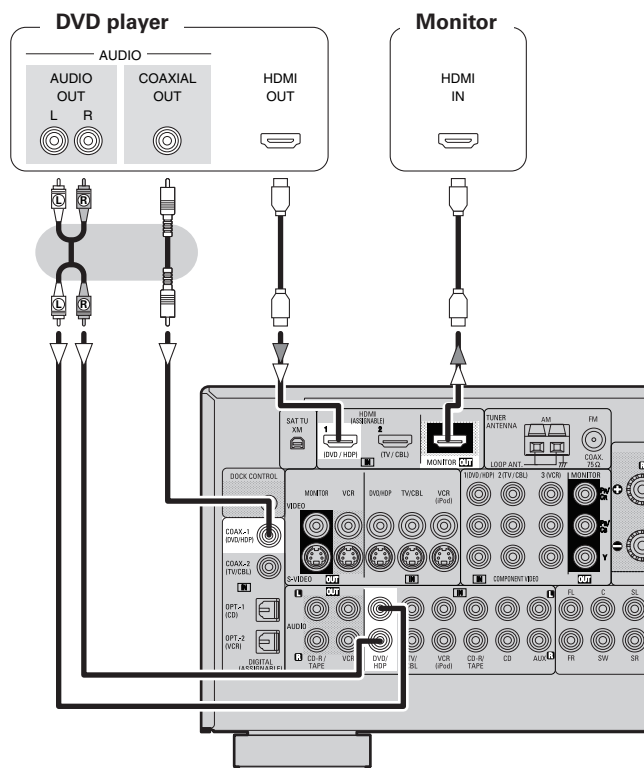 DVD player
Monitor
AUDIO
AUDIO OUT
L R
COAXIAL OUT
HDMI OUT
HDMI IN
L R
L R
SAT TU
XM
HDMI
(ASSIGNABLE)
1
2
(DVD / HDP)
IN
(TV / CBL)
MONITOR OUT
TUNER
ANTENNA
AM
FM
LOOP ANT.
COAX.
75Ω
DOCK CONTROL
MONITOR
VCR
DVD/HDP
TV/CBL
VCR
(iPod)
VIDEO
S-VIDEO
OUT
IN
1(DVD/HDP)
2(TV/CBL)
3(VCR)
MONITOR
Y
IN
COMPONENT VIDEO
OUT
COAX.-1
(DVD/HDP)
COAX.-2
(TV/CBL)
IN
OPT.-1
(CD)
OPT.-2
(VCR)
DIGITAL
(ASSIGNABLE)
L
OUT
IN
L
AUDIO
R
CD-R /
TAPE
VCR
DVD/
HDP
TV/
CBL
VCR
(iPod)
CD-R/
TAPE
CD
AUX
R
FL
C
SL
FR
SW
SR